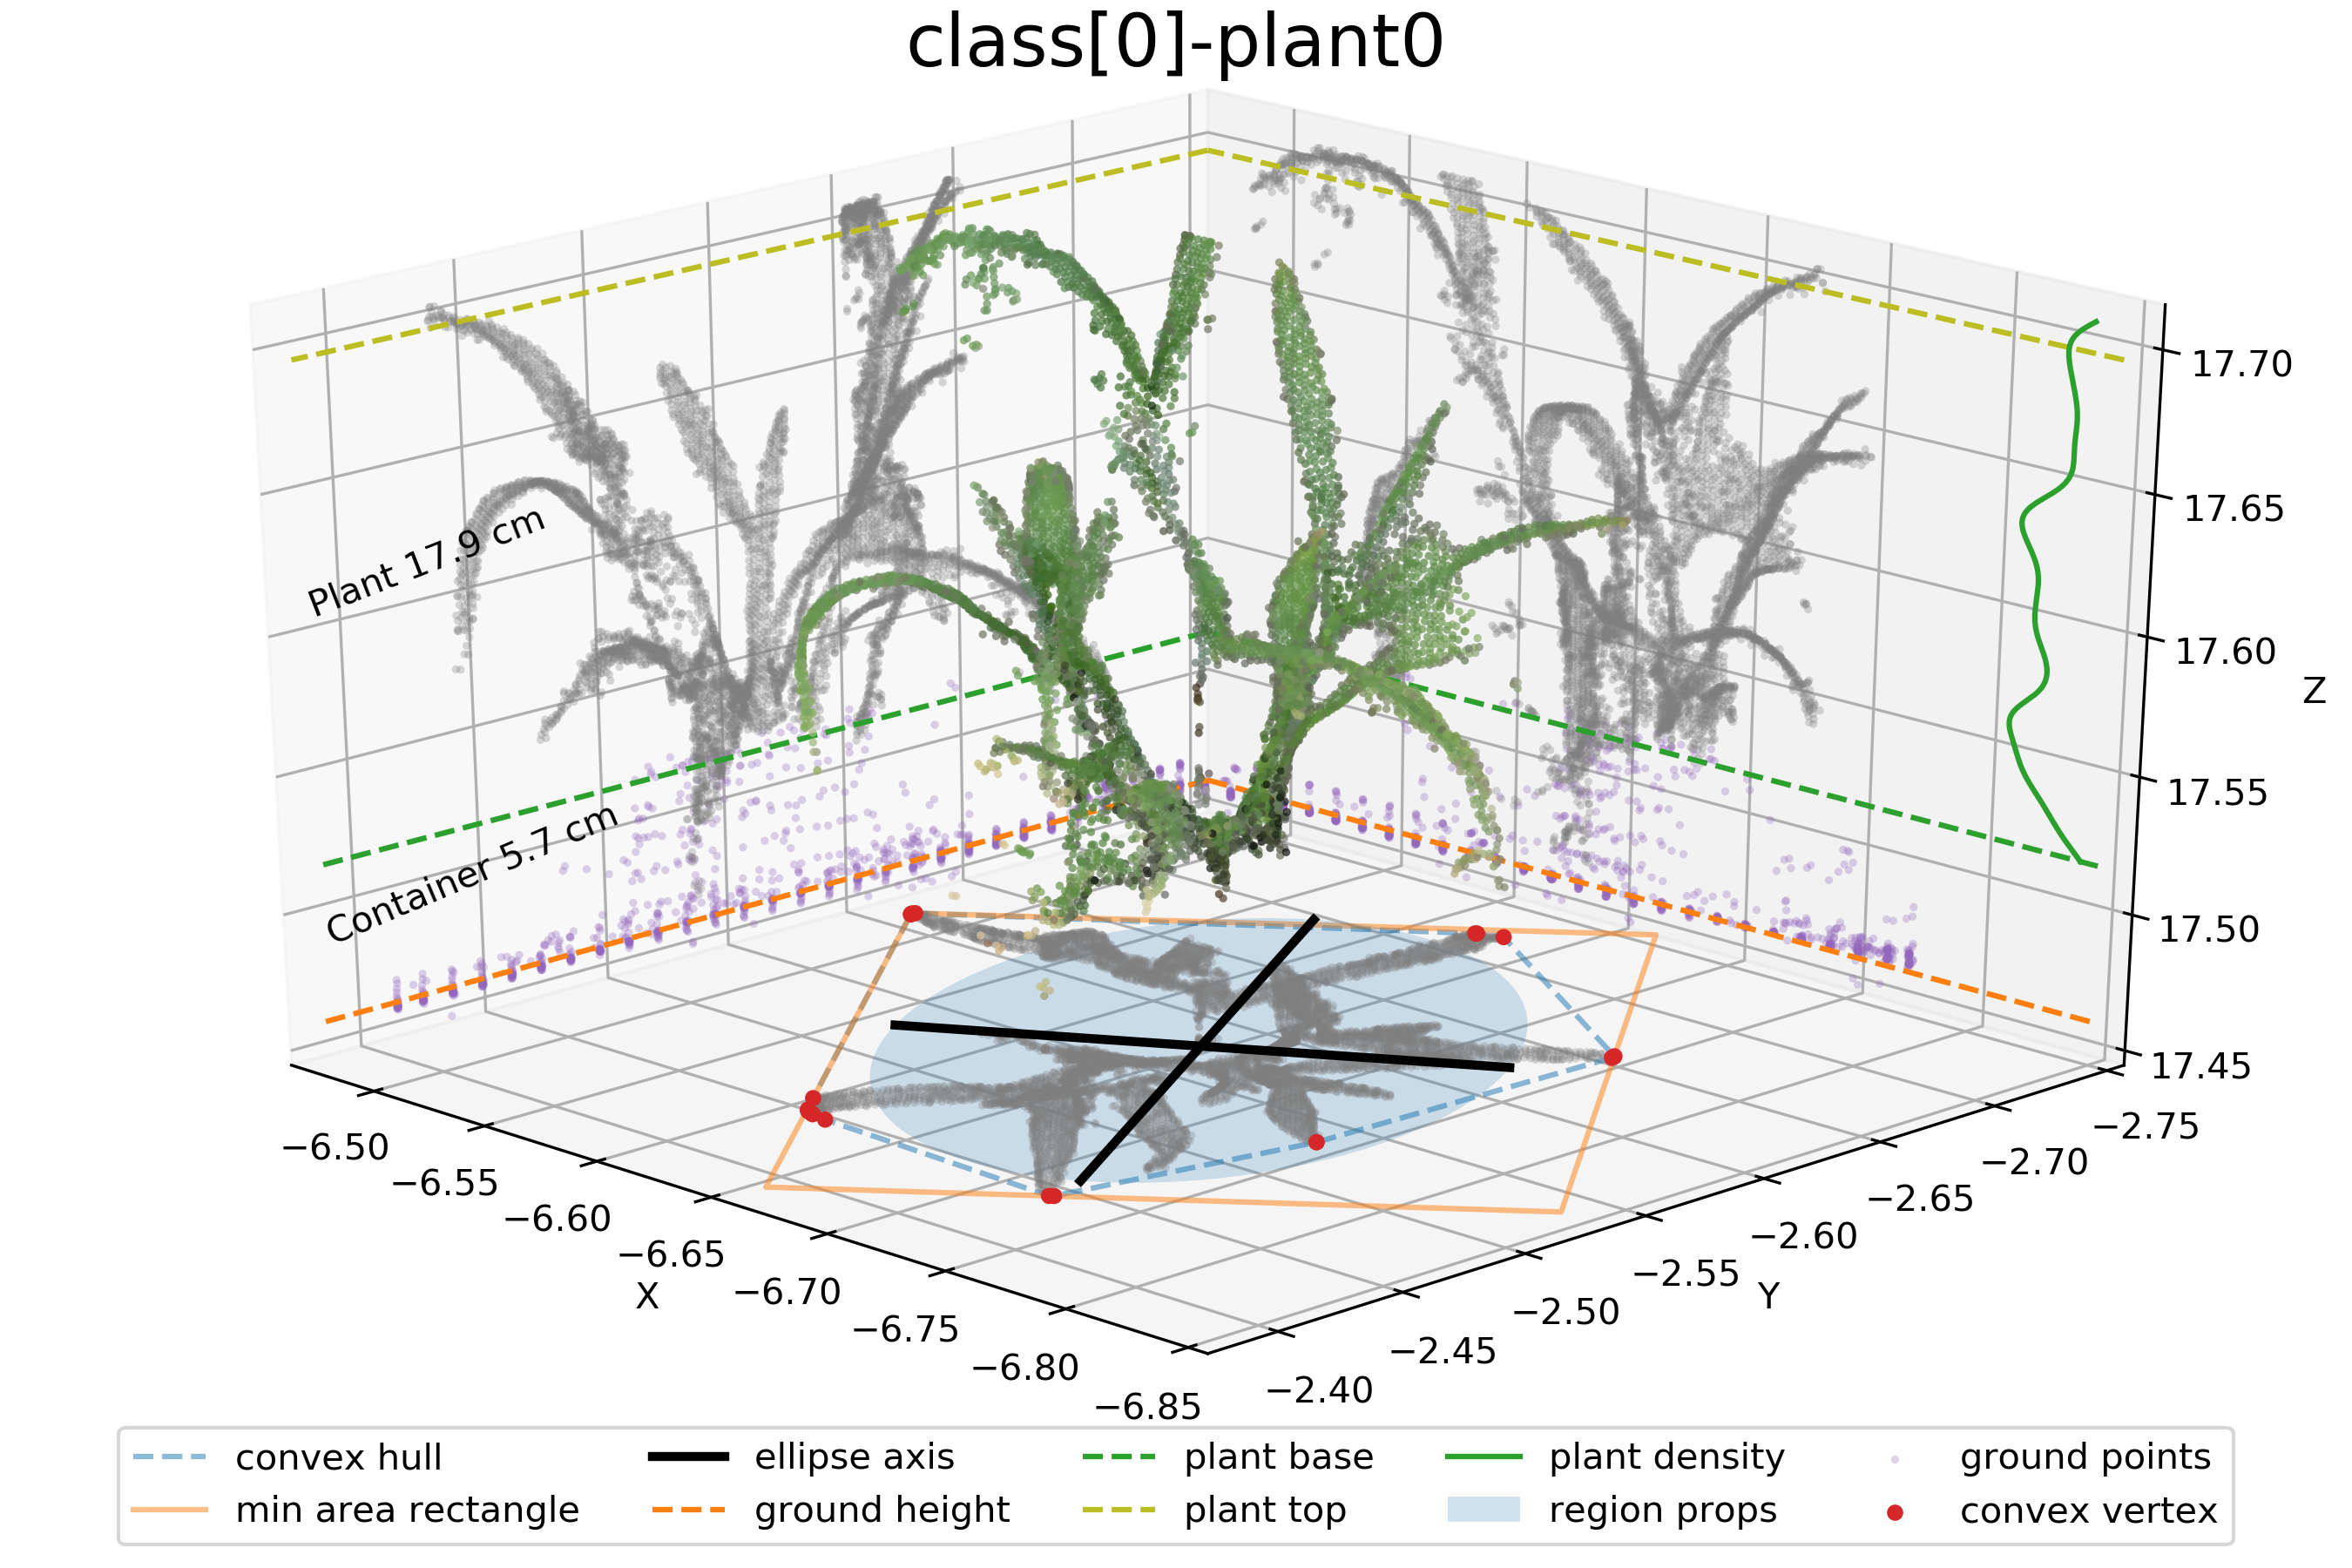 class[0]-plant0
Plant 17.9 cm
Container 5.7 cm
17.70
17.65
17.60
17.55
17.50
17.45
Z
−6.50
−6.55
−6.60
−6.65
−6.70
−6.75
−6.80
−6.85
X
−2.40
−2.45
−2.50
−2.55
−2.60
−2.65
−2.70
−2.75
Y
convex hull
min area rectangle
ellipse axis
ground height
plant base
plant top
plant density
region props
ground points
convex vertex